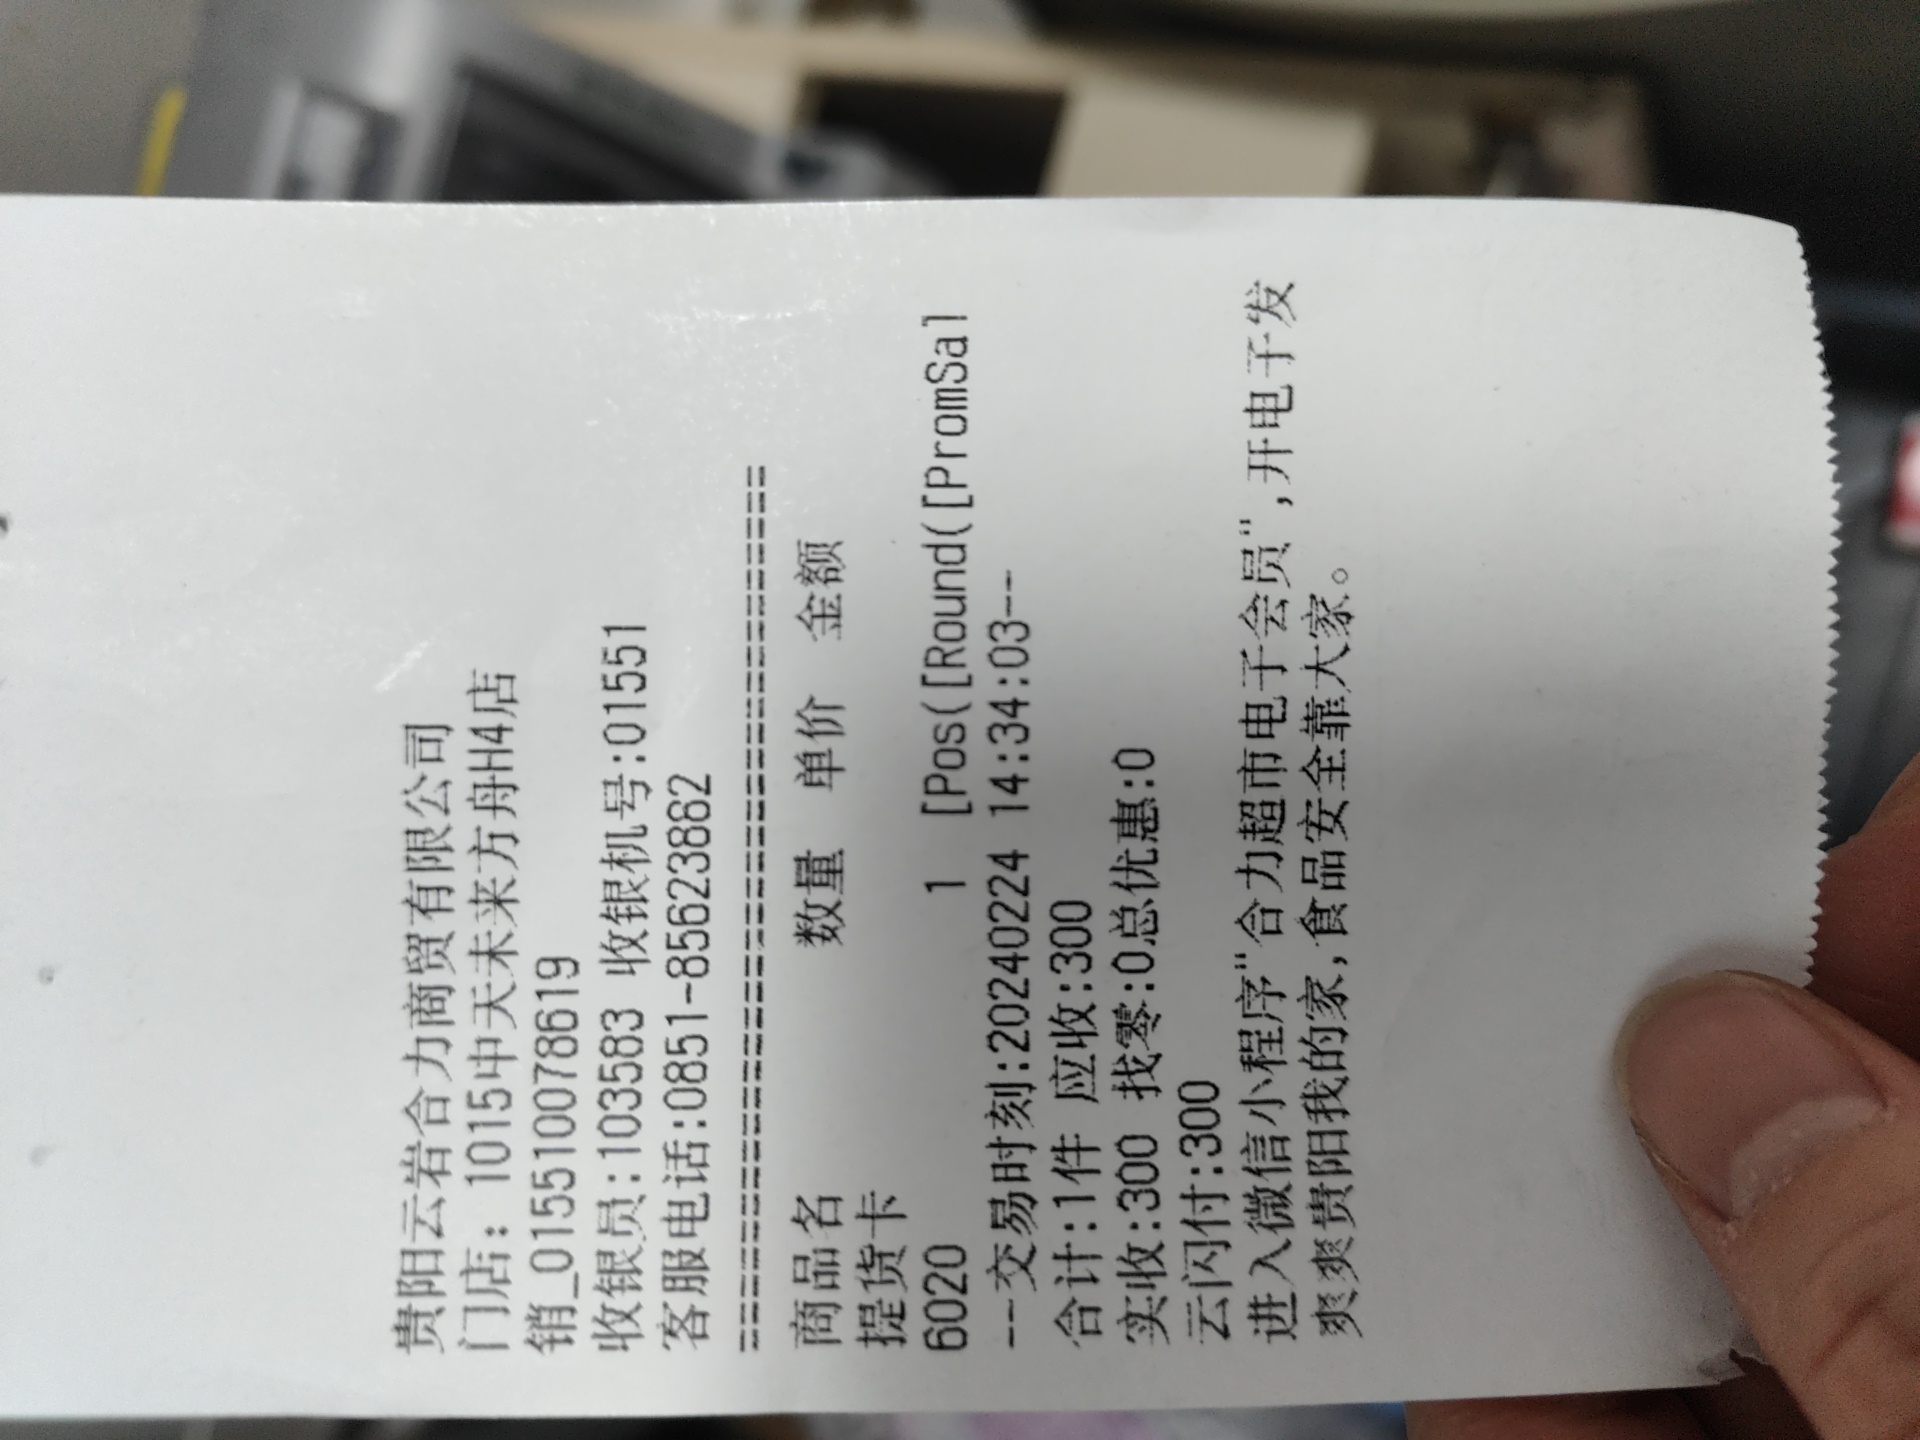 贵阳云岩合力商贸有限公司
门店：1015中天未来方舟H4店
销_0155100788619
收银员:103583 收银机号:01551
客服电话:0851-85623882
==========================================
商品名 数量 单价 金额
提货卡
6020 1 [Pos([Round([PromSal
--交易时刻:20240224 14:34:03--
合计:1件 应收:300
实收:300 找零:0总优惠:0
云闪付:300
进入微信小程序"合力超市电子会员",开电子发
爽爽贵阳我的家,食品安全靠大家。